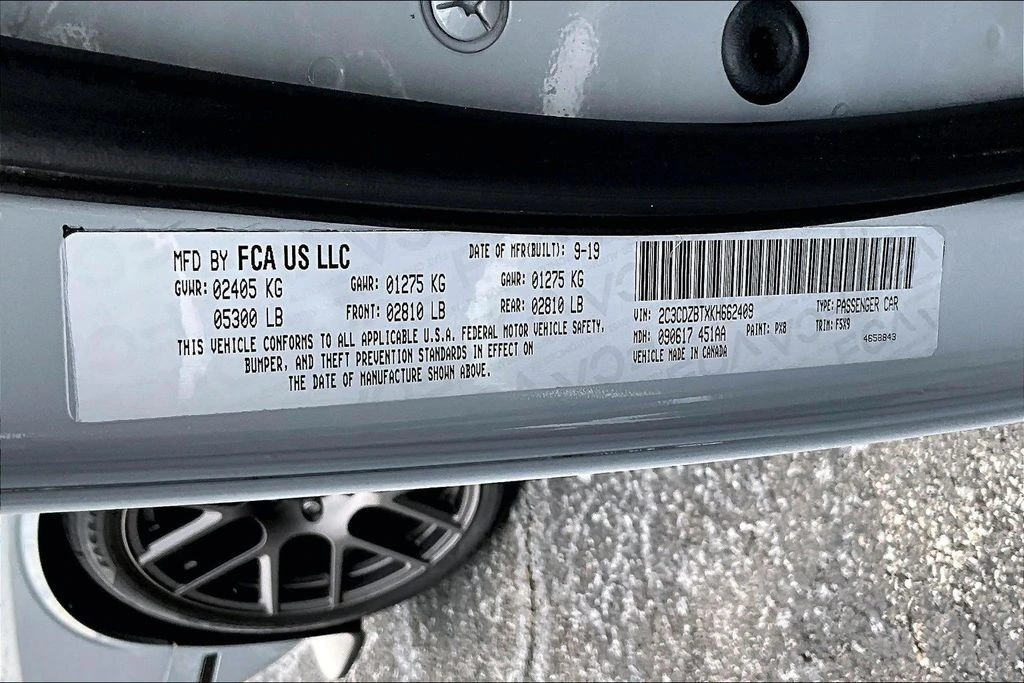 MFD BY FCA US LLC
DATE OF MFR(BUILT): 9-19
GVWR: 02405 KG
GAWR: 01275 KG
GAWR: 01275 KG
05300 LB
FRONT: 02810 LB
REAR: 02810 LB
THIS VEHICLE CONFORMS TO ALL APPLICABLE U.S.A. FEDERAL MOTOR VEHICLE SAFETY,
BUMPER, AND THEFT PREVENTION STANDARDS IN EFFECT ON
THE DATE OF MANUFACTURE SHOWN ABOVE.
VIN: 2C3CDZBTXKH662409
TYPE: PASSENGER CAR
MDH: 090617 451AA
PAINT: PX8
TRIM: F5X9
VEHICLE MADE IN CANADA
4658843